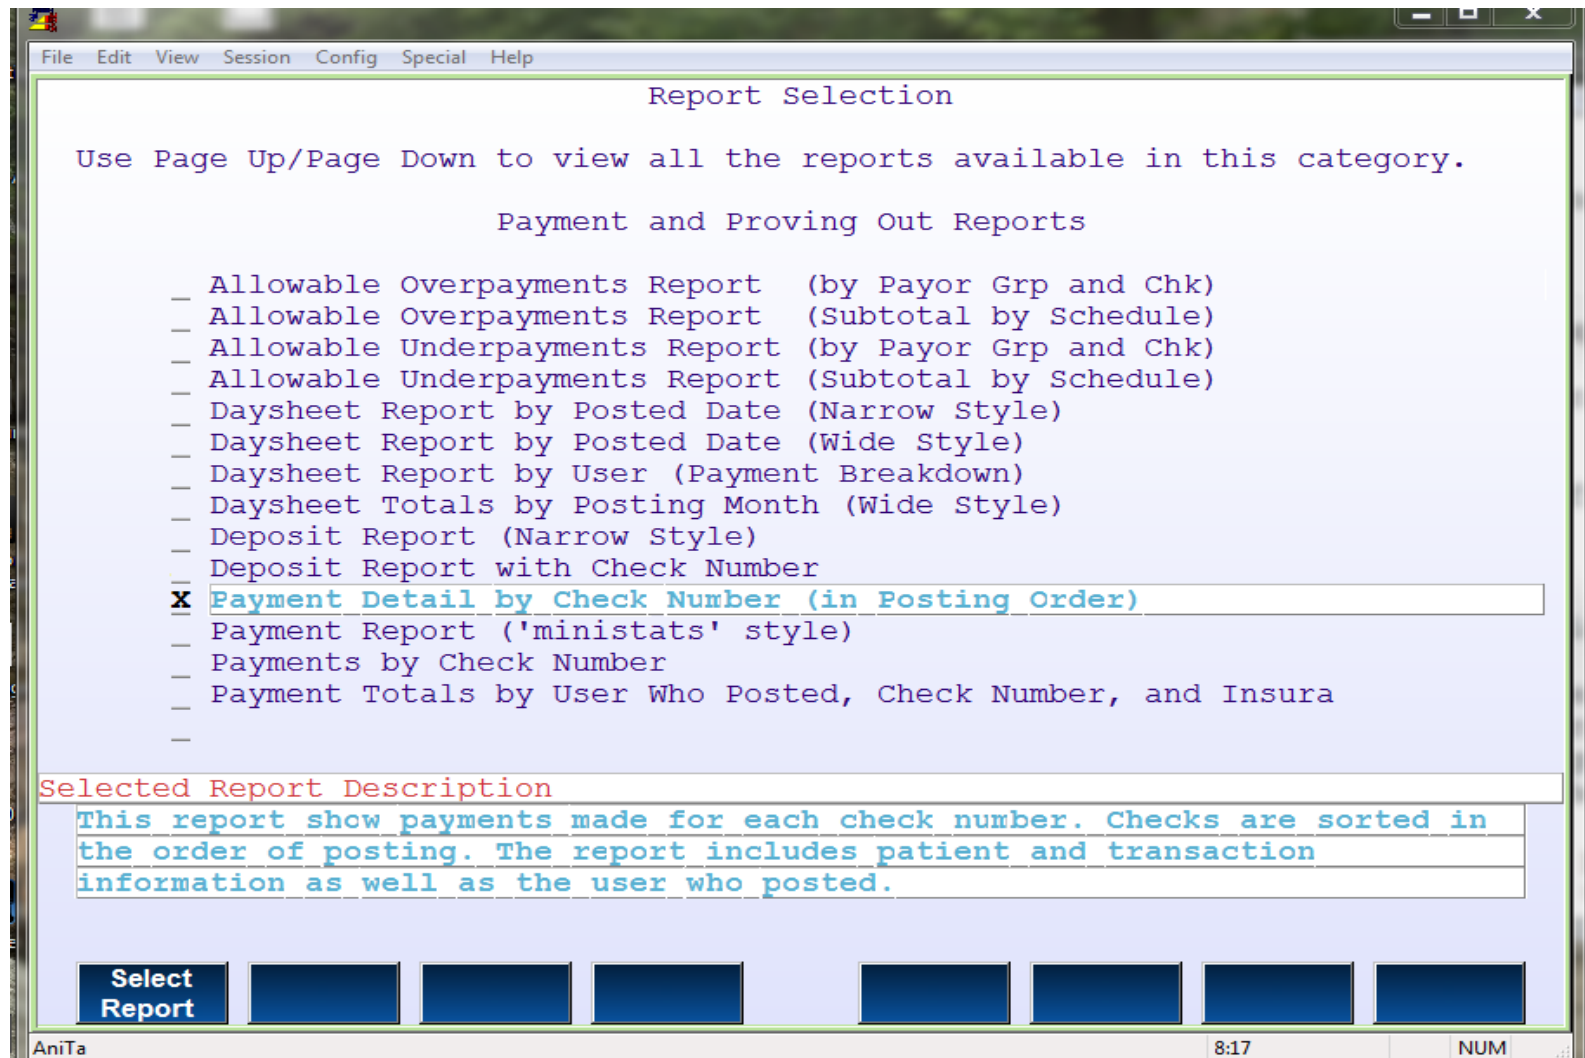 File Edit View Session Config Special Help
Report Selection
Use Page Up/Page Down to view all the reports available in this category.
Payment and Proving Out Reports
_ Allowable Overpayments Report (by Payor Grp and Chk)
_ Allowable Overpayments Report (Subtotal by Schedule)
_ Allowable Underpayments Report (by Payor Grp and Chk)
_ Allowable Underpayments Report (Subtotal by Schedule)
_ Daysheet Report by Posted Date (Narrow Style)
_ Daysheet Report by Posted Date (Wide Style)
_ Daysheet Report by User (Payment Breakdown)
_ Daysheet Totals by Posting Month (Wide Style)
_ Deposit Report (Narrow Style)
_ Deposit Report with Check Number
X Payment Detail by Check Number (in Posting Order)
_ Payment Report ('ministats' style)
_ Payments by Check Number
_ Payment Totals by User Who Posted, Check Number, and Insura
_
Selected Report Description
This report show payments made for each check number. Checks are sorted in
the order of posting. The report includes patient and transaction
information as well as the user who posted.
Select
Report
AniTa 8:17 NUM